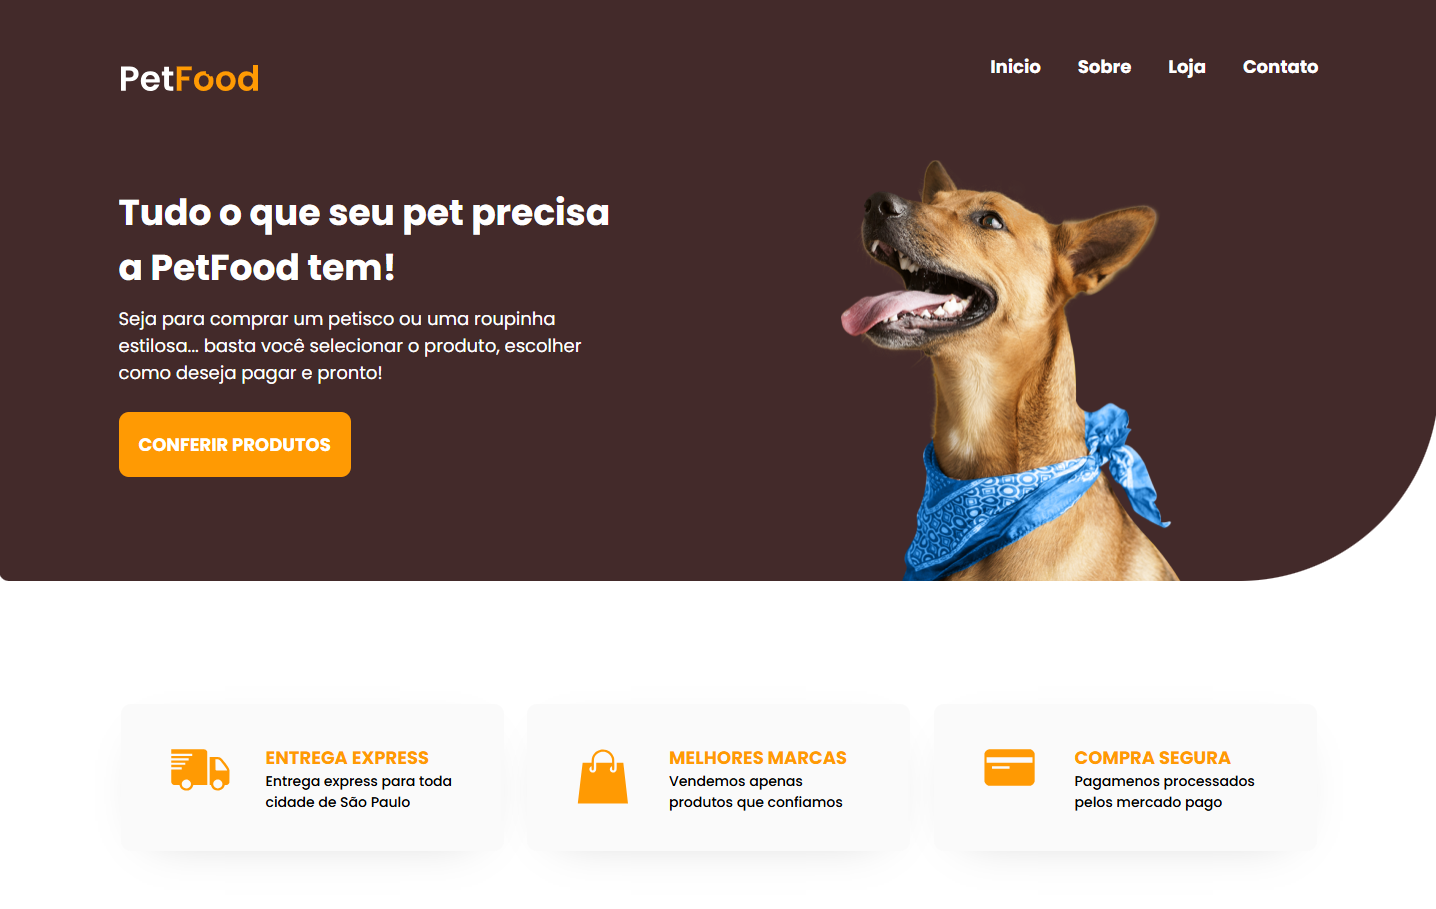 PetFood
Inicio Sobre Loja Contato
Tudo o que seu pet precisa
a PetFood tem!
Seja para comprar um petisco ou uma roupinha
estilosa... basta você selecionar o produto, escolher
como deseja pagar e pronto!
CONFERIR PRODUTOS
ENTREGA EXPRESS
Entrega express para toda
cidade de São Paulo
MELHORES MARCAS
Vendemos apenas
produtos que confiamos
COMPRA SEGURA
Pagamenos processados
pelos mercado pago